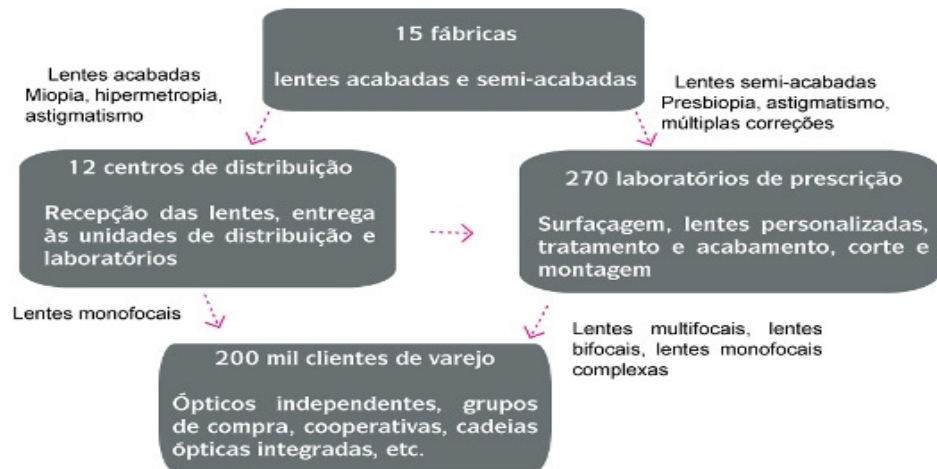 15 fábricas
lentes acabadas e semi-acabadas
Lentes acabadas
Miopia, hipermetropia,
astigmatismo
Lentes semi-acabadas
Presbiopia, astigmatismo,
múltiplas correções
12 centros de distribuição
Recepção das lentes, entrega
às unidades de distribuição e
laboratórios
270 laboratórios de prescrição
Surfaçagem, lentes personalizadas,
tratamento e acabamento, corte e
montagem
Lentes monofocais
Lentes multifocais, lentes
bifocais, lentes monofocais
complexas
200 mil clientes de varejo
Ópticos independentes, grupos
de compra, cooperativas, cadeias
ópticas integradas, etc.